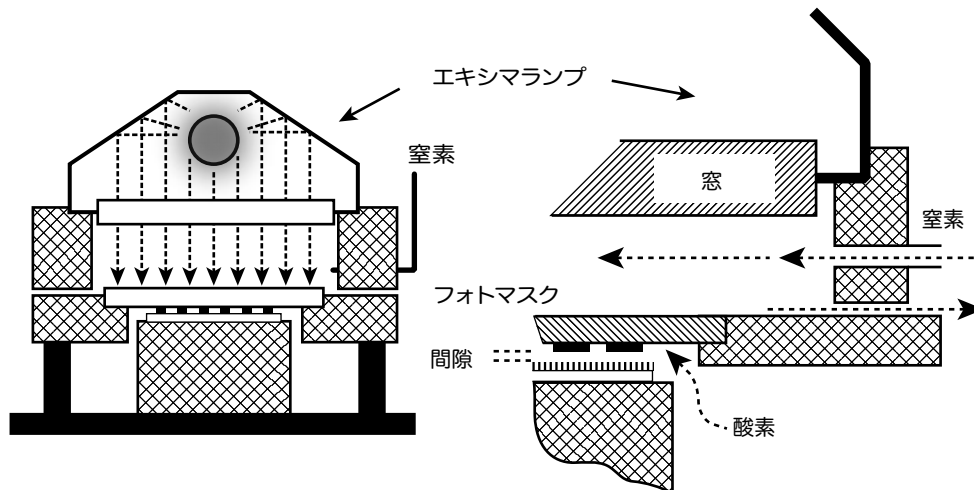 エキシマランプ
窒素
窓
窒素
フォトマスク
間隙
酸素